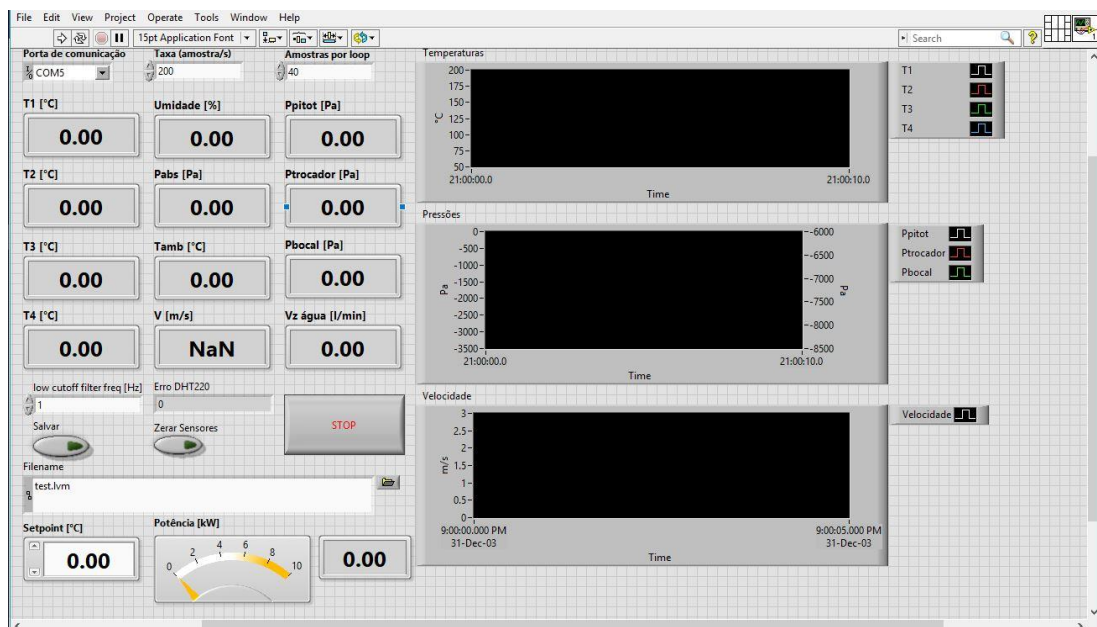 File Edit View Project Operate Tools Window Help
15pt Application Font
Search
1
Porta de comunicação Taxa (amostra/s) Amostras por loop
COM5 200 40
T1 [°C] Umidade [%] Ppitot [Pa]
0.00 0.00 0.00
T2 [°C] Pabs [Pa] Ptrocador [Pa]
0.00 0.00 0.00
T3 [°C] Tamb [°C] Pbocal [Pa]
0.00 0.00 0.00
T4 [°C] V [m/s] Vz água [l/min]
0.00 NaN 0.00
low cutoff filter freq [Hz] Erro DHT220
1 0
Salvar Zerar Sensores STOP
Filename
test.lvm
Setpoint [°C] Potência [kW]
0.00
0 2 4 6 8 10
0.00
Temperaturas
200
175
150
125
100
75
50
°C
21:00:00.0 21:00:10.0
Time
T1
T2
T3
T4
Pressões
0
-500
-1000
-1500
-2000
-2500
-3000
-3500
Pa
-6000
-6500
-7000
-7500
-8000
-8500
Pa
21:00:00.0 21:00:10.0
Time
Ppitot
Ptrocador
Pbocal
Velocidade
3
2.5
2
1.5
1
0.5
0
m/s
9:00:00.000 PM 9:00:05.000 PM
31-Dec-03 31-Dec-03
Time
Velocidade